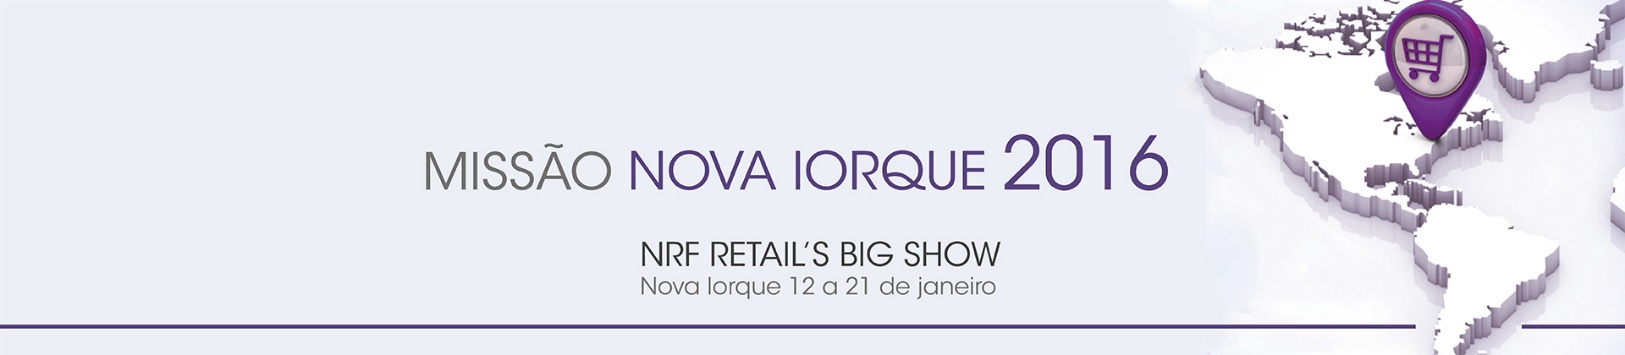 MISSÃO NOVA IORQUE 2016
NRF RETAIL'S BIG SHOW
Nova Iorque 12 a 21 de janeiro